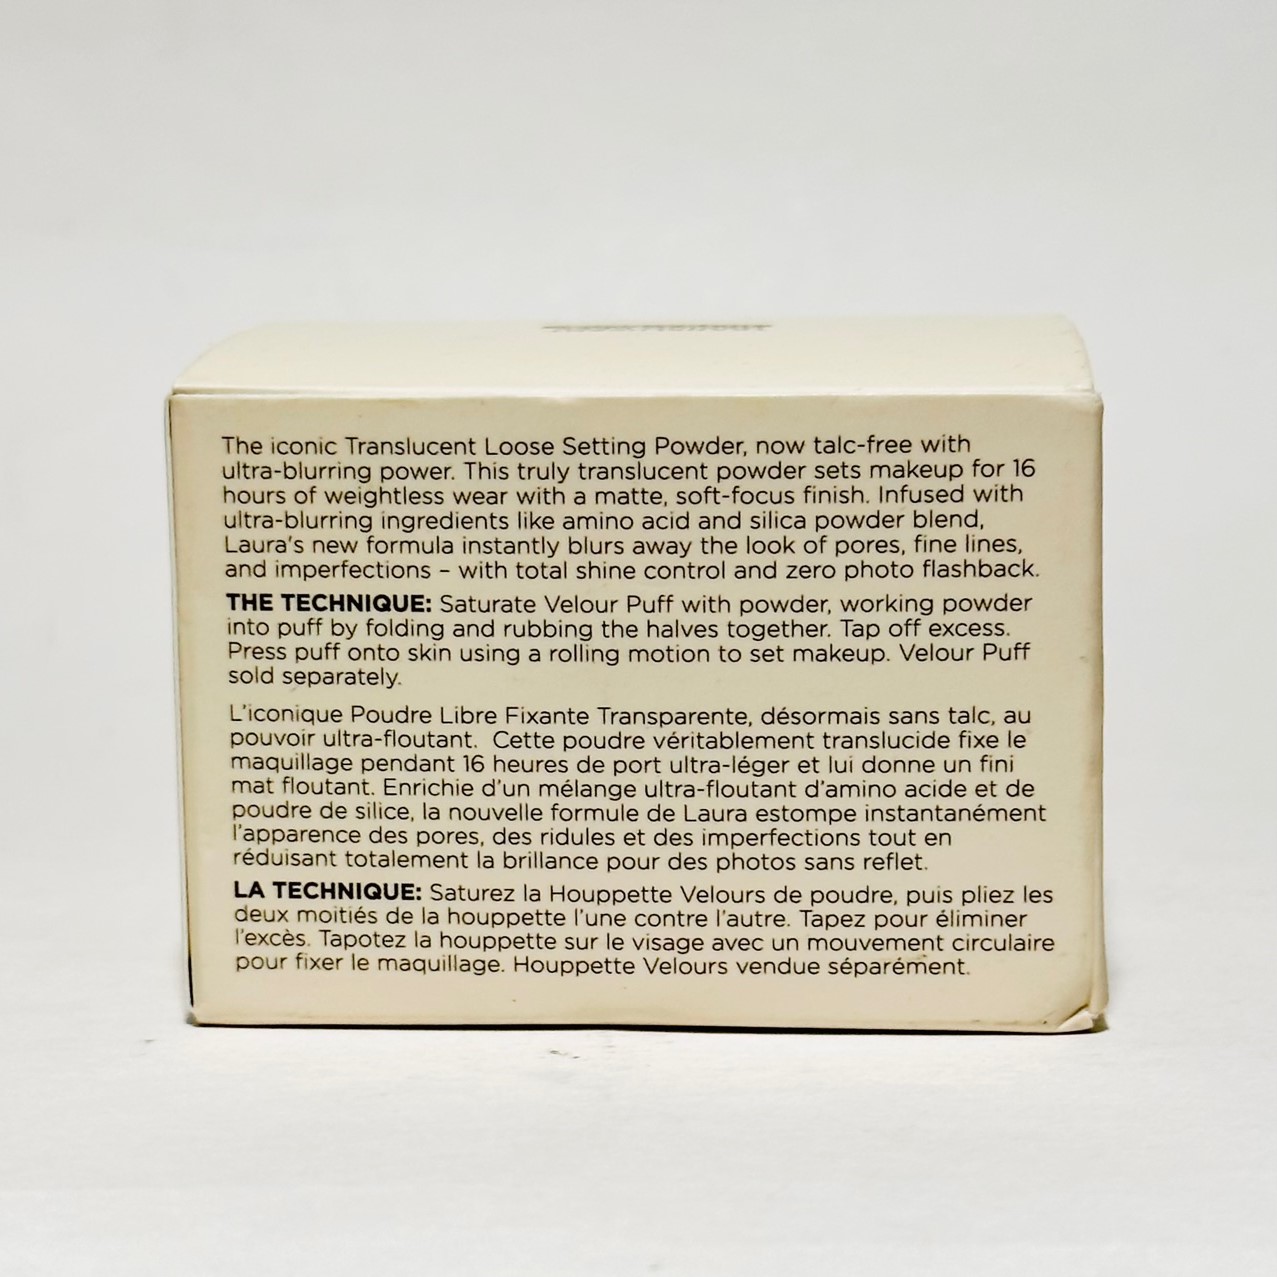 The iconic Translucent Loose Setting Powder, now talc-free with
ultra-blurring power. This truly translucent powder sets makeup for 16
hours of weightless wear with a matte, soft-focus finish. Infused with
ultra-blurring ingredients like amino acid and silica powder blend,
Laura's new formula instantly blurs away the look of pores, fine lines,
and imperfections – with total shine control and zero photo flashback.
THE TECHNIQUE: Saturate Velour Puff with powder, working powder
into puff by folding and rubbing the halves together. Tap off excess.
Press puff onto skin using a rolling motion to set makeup. Velour Puff
sold separately.
L'iconique Poudre Libre Fixante Transparente, désormais sans talc, au
pouvoir ultra-floutant. Cette poudre véritablement translucide fixe le
maquillage pendant 16 heures de port ultra-léger et lui donne un fini
mat floutant. Enrichie d'un mélange ultra-floutant d'amino acide et de
poudre de silice, la nouvelle formule de Laura estompe instantanément
l'apparence des pores, des ridules et des imperfections tout en
réduisant totalement la brillance pour des photos sans reflet.
LA TECHNIQUE: Saturez la Houppette Velours de poudre, puis pliez les
deux moitiés de la houppette l'une contre l'autre. Tapez pour éliminer
l'excès. Tapotez la houppette sur le visage avec un mouvement circulaire
pour fixer le maquillage. Houppette Velours vendue séparément.